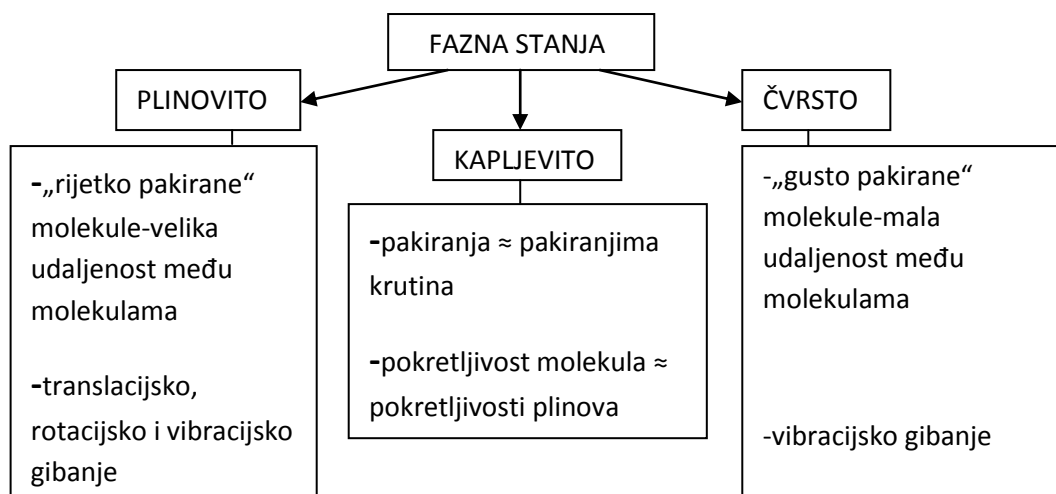 FAZNA STANJA
PLINOVITO
-„rijetko pakirane“
molekule-velika
udaljenost među
molekulama
-translacijsko,
rotacijsko i vibracijsko
gibanje
KAPLJEVITO
-pakiranja ≈ pakiranjima
krutina
-pokretljivost molekula ≈
pokretljivosti plinova
ČVRSTO
-„gusto pakirane“
molekule-mala
udaljenost među
molekulama
-vibracijsko gibanje